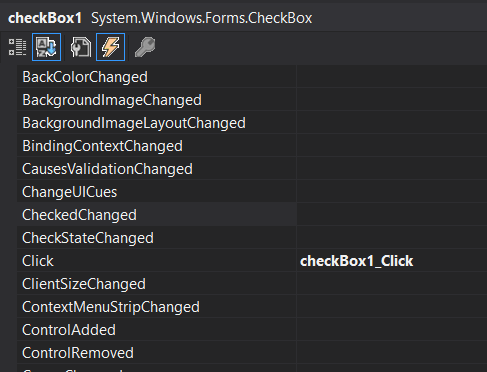 checkBox1 System.Windows.Forms.CheckBox
BackColorChanged
BackgroundImageChanged
BackgroundImageLayoutChanged
BindingContextChanged
CausesValidationChanged
ChangeUICues
CheckedChanged
CheckStateChanged
Click checkBox1_Click
ClientSizeChanged
ContextMenuStripChanged
ControlAdded
ControlRemoved